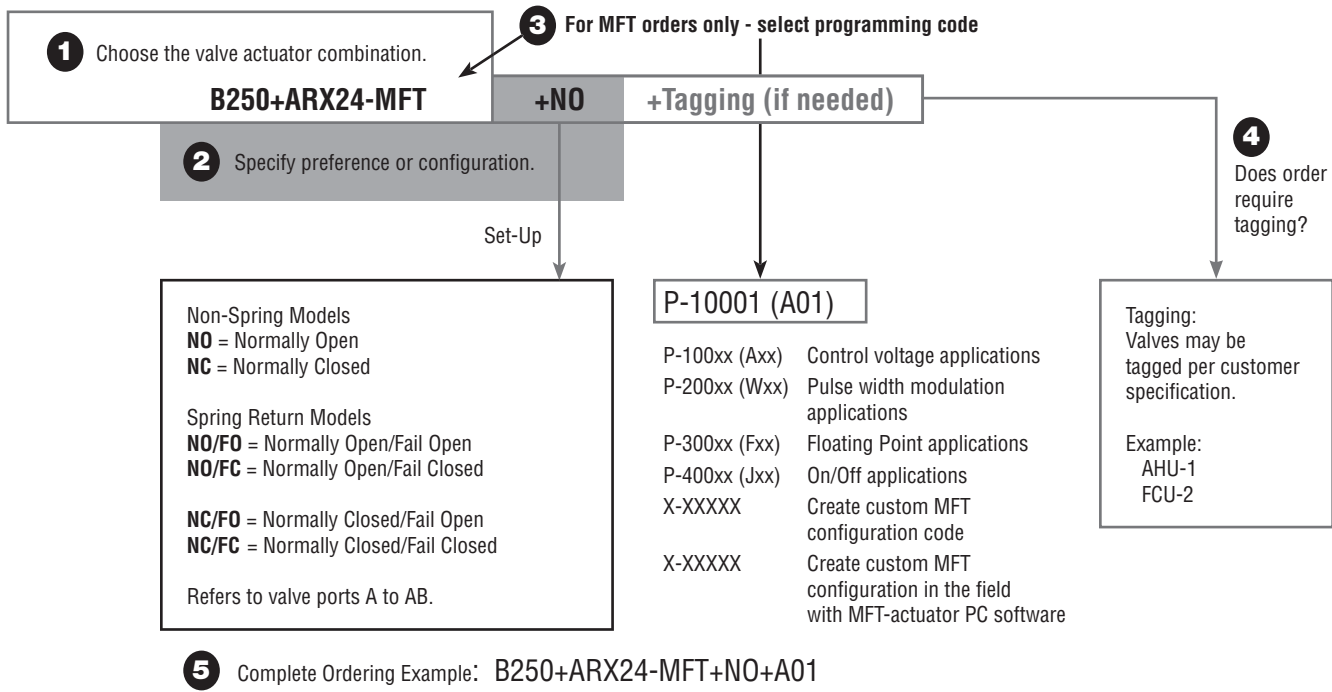 1 Choose the valve actuator combination.
3 For MFT orders only - select programming code
B250+ARX24-MFT +NO +Tagging (if needed)
2 Specify preference or configuration.
4
Does order
require
tagging?
Set-Up
Non-Spring Models
NO = Normally Open
NC = Normally Closed
Spring Return Models
NO/FO = Normally Open/Fail Open
NO/FC = Normally Open/Fail Closed
NC/FO = Normally Closed/Fail Open
NC/FC = Normally Closed/Fail Closed
Refers to valve ports A to AB.
P-10001 (A01)
P-100xx (Axx) Control voltage applications
P-200xx (Wxx) Pulse width modulation
applications
P-300xx (Fxx) Floating Point applications
P-400xx (Jxx) On/Off applications
X-XXXXX Create custom MFT
configuration code
X-XXXXX Create custom MFT
configuration in the field
with MFT-actuator PC software
Tagging:
Valves may be
tagged per customer
specification.
Example:
AHU-1
FCU-2
5 Complete Ordering Example: B250+ARX24-MFT+NO+A01